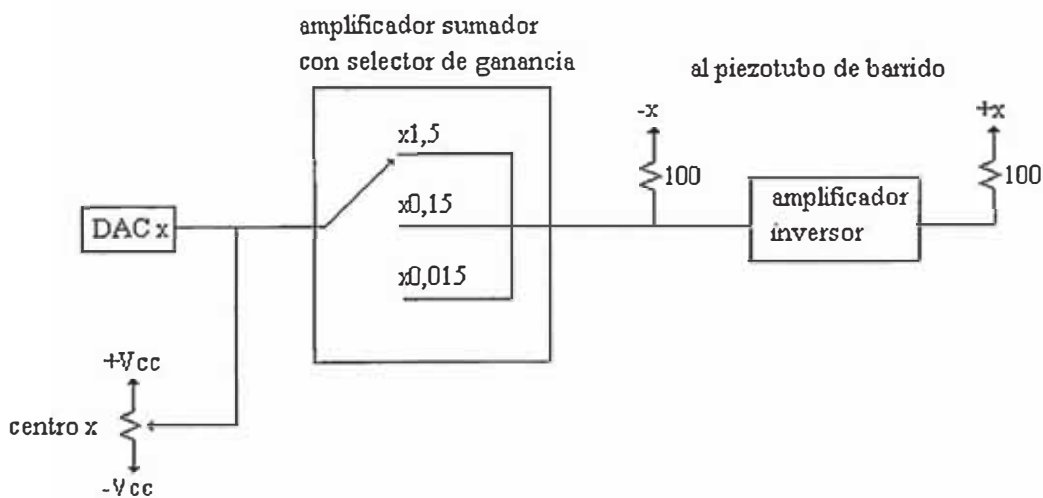 amplificador sumador
con selector de ganancia
al piezotubo de barrido
-x
+x
x1,5
100
100
x0,15
amplificador
inversor
DAC x
x0,015
+Vcc
centro x
-Vcc